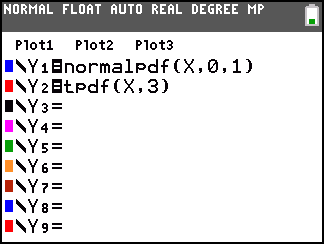 NORMAL FLOAT AUTO REAL DEGREE MP
Plot1 Plot2 Plot3
\Y₁=normalpdf(X,0,1)
\Y₂=tpdf(X,3)
\Y₃=
\Y₄=
\Y₅=
\Y₆=
\Y₇=
\Y₈=
\Y₉=